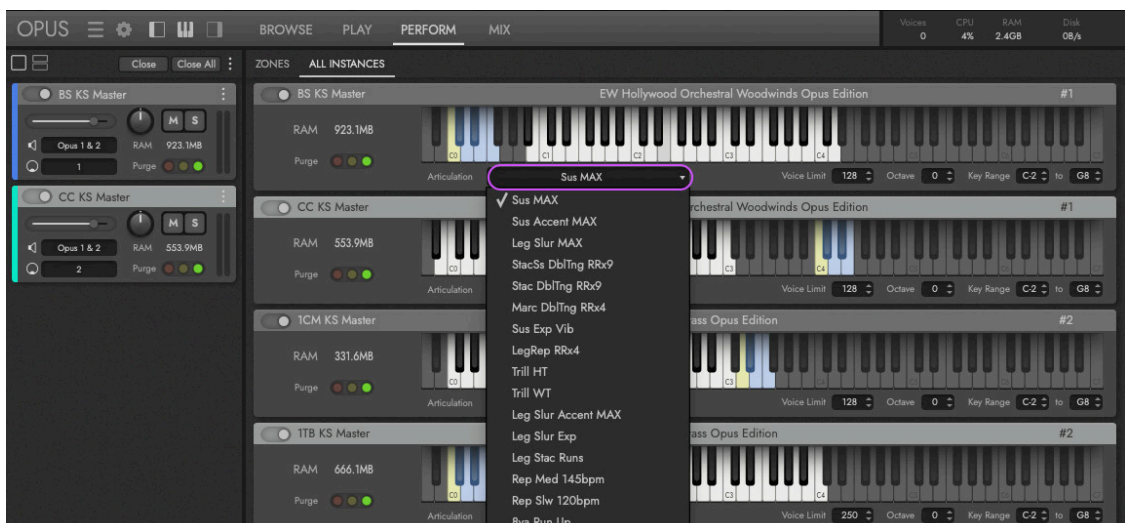 OPUS BROWSE PLAY PERFORM MIX Voices 0 CPU 4% RAM 2.4GB Disk 0B/s
Close Close All ZONES ALL INSTANCES
BS KS Master
M S
Opus 1 & 2 RAM 923.1MB
1 Purge
CC KS Master
M S
Opus 1 & 2 RAM 553.9MB
2 Purge
BS KS Master EW Hollywood Orchestral Woodwinds Opus Edition #1
RAM 923.1MB
Purge
C0 C1 C2 C3 C4
Articulation Sus MAX Voice Limit 128 Octave 0 Key Range C-2 to G8
CC KS Master rchestral Woodwinds Opus Edition #1
RAM 553.9MB
Purge
C0 C3 C4
Articulation Voice Limit 128 Octave 0 Key Range C-2 to G8
1CM KS Master ass Opus Edition #2
RAM 331.6MB
Purge
C0 C3
Articulation Voice Limit 128 Octave 0 Key Range C-2 to G8
1TB KS Master ass Opus Edition #2
RAM 666.1MB
Purge
C0 C3 C4
Articulation Voice Limit 250 Octave 0 Key Range C-2 to G8
Sus MAX
Sus Accent MAX
Leg Slur MAX
StacSs DblTng RRx9
Stac DblTng RRx9
Marc DblTng RRx4
Sus Exp Vib
LegRep RRx4
Trill HT
Trill WT
Leg Slur Accent MAX
Leg Slur Exp
Leg Stac Runs
Rep Med 145bpm
Rep Slw 120bpm
8va Run Up